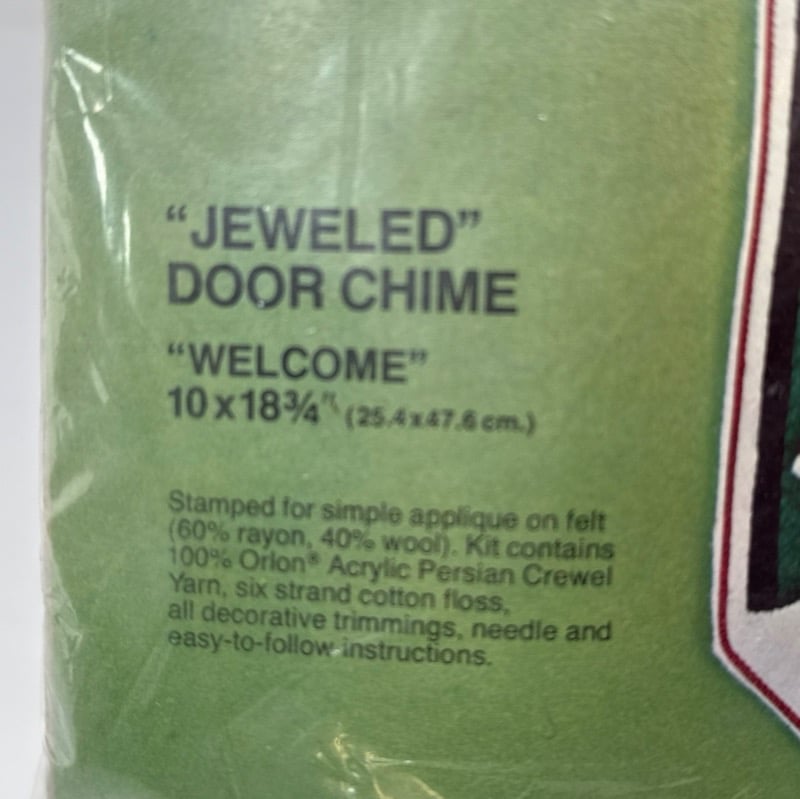 “JEWELED”
DOOR CHIME
“WELCOME”
10 x 18¾" (25.4 x 47.6 cm.)
Stamped for simple applique on felt
(60% rayon, 40% wool). Kit contains
100% Orlon® Acrylic Persian Crewel
Yarn, six strand cotton floss,
all decorative trimmings, needle and
easy-to-follow instructions.